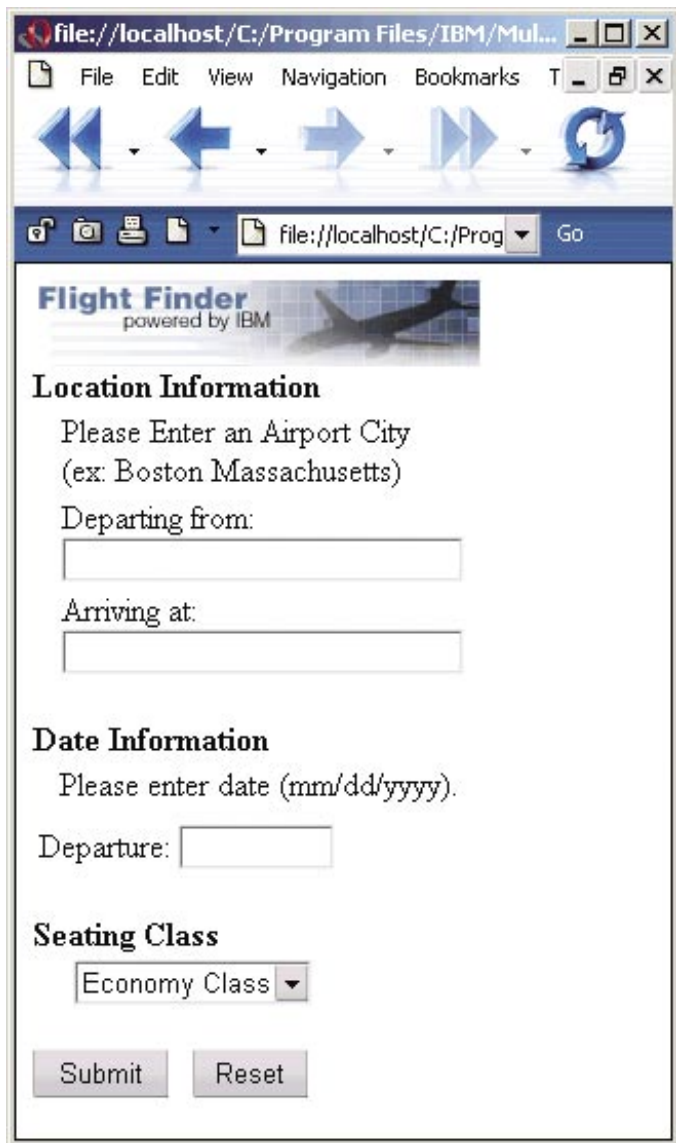 file://localhost/C:/Program Files/IBM/Mul...
File Edit View Navigation Bookmarks T
file://localhost/C:/Prog Go
Flight Finder
powered by IBM
Location Information
Please Enter an Airport City
(ex: Boston Massachusetts)
Departing from:
Arriving at:
Date Information
Please enter date (mm/dd/yyyy).
Departure:
Seating Class
Economy Class
Submit Reset